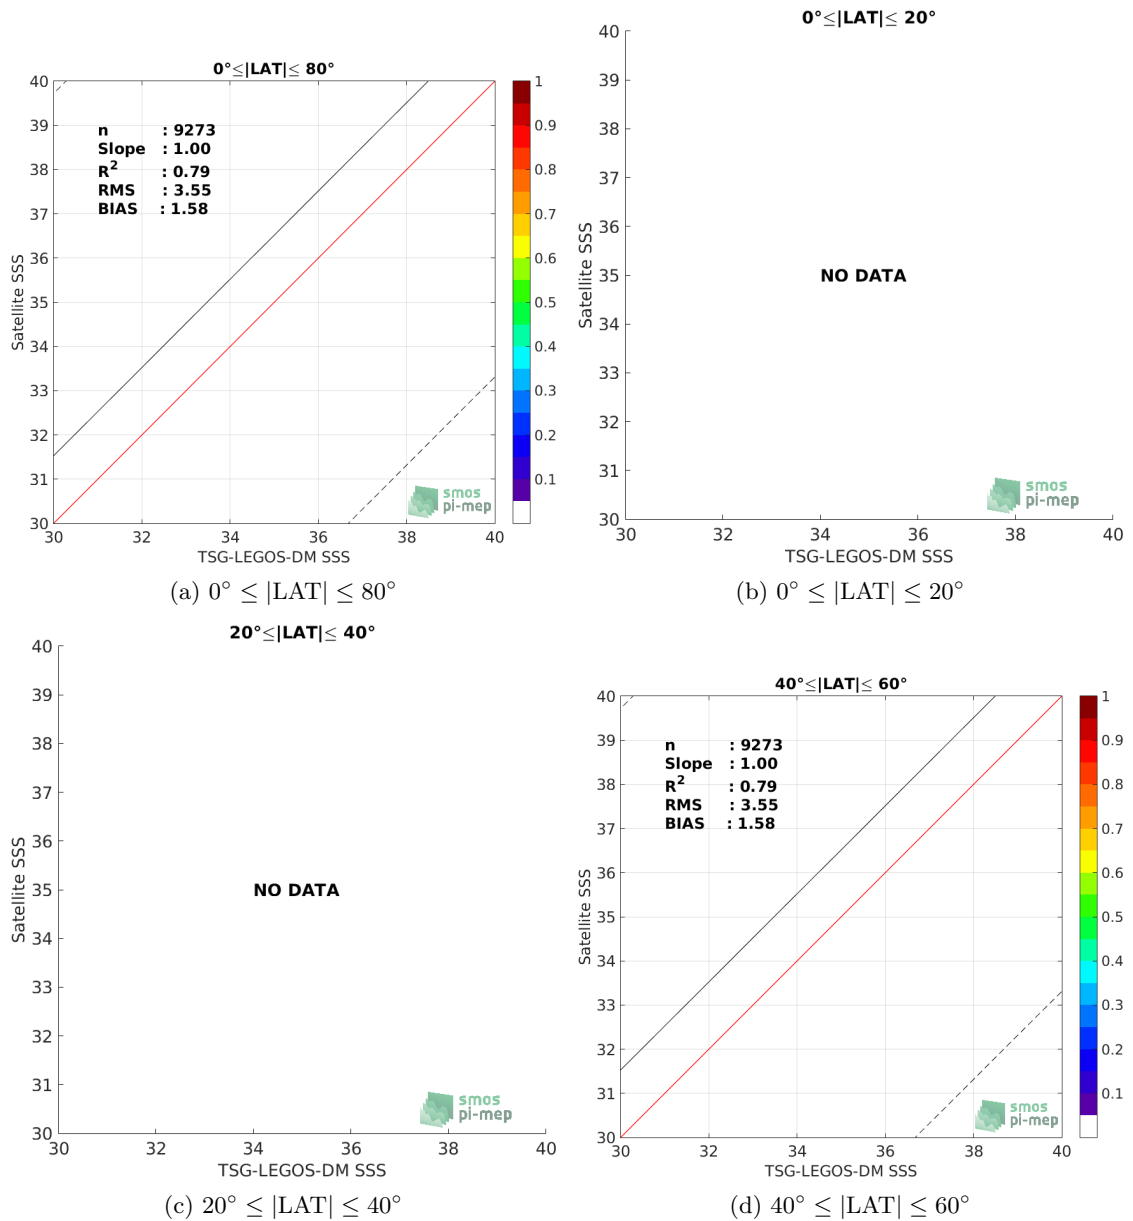 0°≤|LAT|≤ 80°
40
39
38
37
36
35
34
33
32
31
30
Satellite SSS
n : 9273
Slope : 1.00
R² : 0.79
RMS : 3.55
BIAS : 1.58
1
0.9
0.8
0.7
0.6
0.5
0.4
0.3
0.2
0.1
smos
pi-mep
30 32 34 36 38 40
TSG-LEGOS-DM SSS
(a) 0° ≤ |LAT| ≤ 80°
0°≤|LAT|≤ 20°
40
39
38
37
36
35
34
33
32
31
30
Satellite SSS
NO DATA
smos
pi-mep
30 32 34 36 38 40
TSG-LEGOS-DM SSS
(b) 0° ≤ |LAT| ≤ 20°
20°≤|LAT|≤ 40°
40
39
38
37
36
35
34
33
32
31
30
Satellite SSS
NO DATA
smos
pi-mep
30 32 34 36 38 40
TSG-LEGOS-DM SSS
(c) 20° ≤ |LAT| ≤ 40°
40°≤|LAT|≤ 60°
40
39
38
37
36
35
34
33
32
31
30
Satellite SSS
n : 9273
Slope : 1.00
R² : 0.79
RMS : 3.55
BIAS : 1.58
1
0.9
0.8
0.7
0.6
0.5
0.4
0.3
0.2
0.1
smos
pi-mep
30 32 34 36 38 40
TSG-LEGOS-DM SSS
(d) 40° ≤ |LAT| ≤ 60°